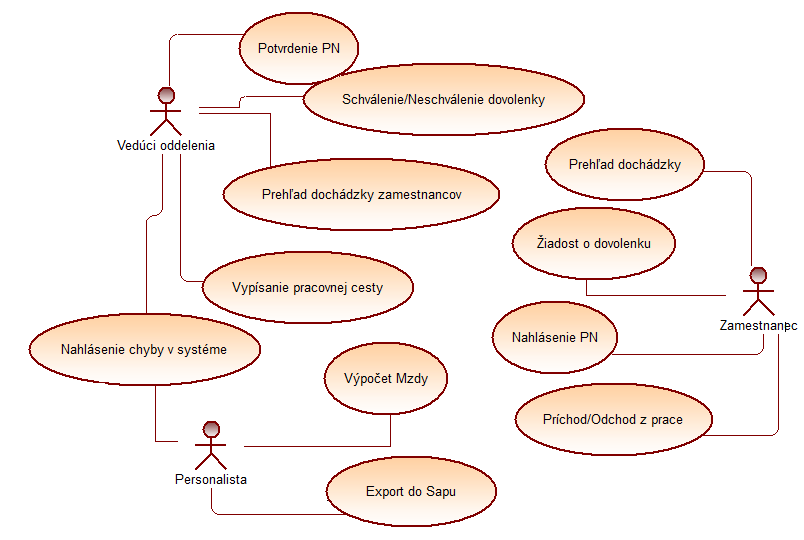 Potvrdenie PN
Schválenie/Neschválenie dovolenky
Vedúci oddelenia
Prehľad dochádzky
Prehľad dochádzky zamestnancov
Žiadost o dovolenku
Vypísanie pracovnej cesty
Zamestnanec
Nahlásenie PN
Nahlásenie chyby v systéme
Výpočet Mzdy
Príchod/Odchod z prace
Personalista
Export do Sapu